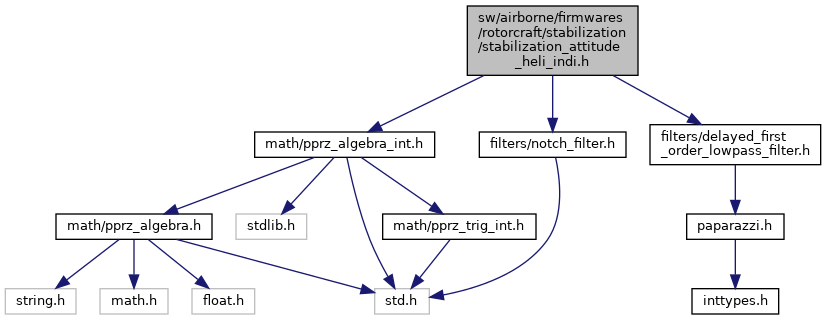 sw/airborne/firmwares
/rotorcraft/stabilization
/stabilization_attitude
_heli_indi.h
math/pprz_algebra_int.h
filters/notch_filter.h
filters/delayed_first
_order_lowpass_filter.h
math/pprz_algebra.h
stdlib.h
math/pprz_trig_int.h
paparazzi.h
string.h
math.h
float.h
std.h
inttypes.h